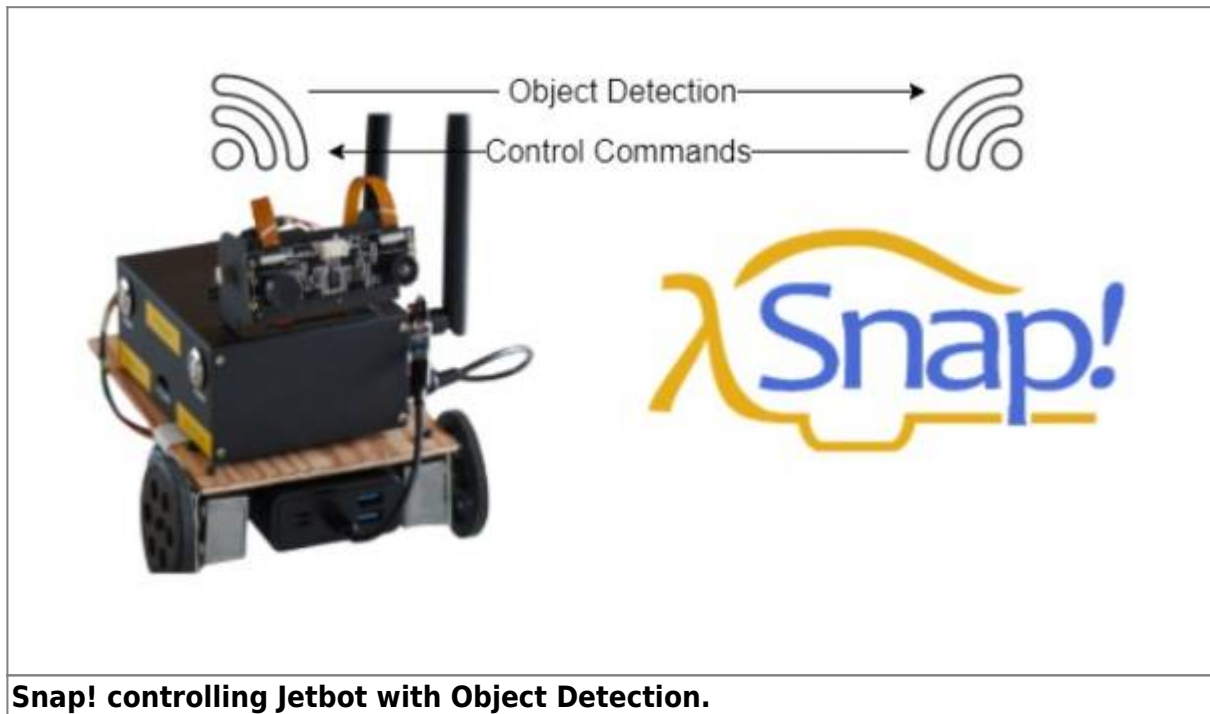 Object Detection
Control Commands
λSnap!
Snap! controlling Jetbot with Object Detection.